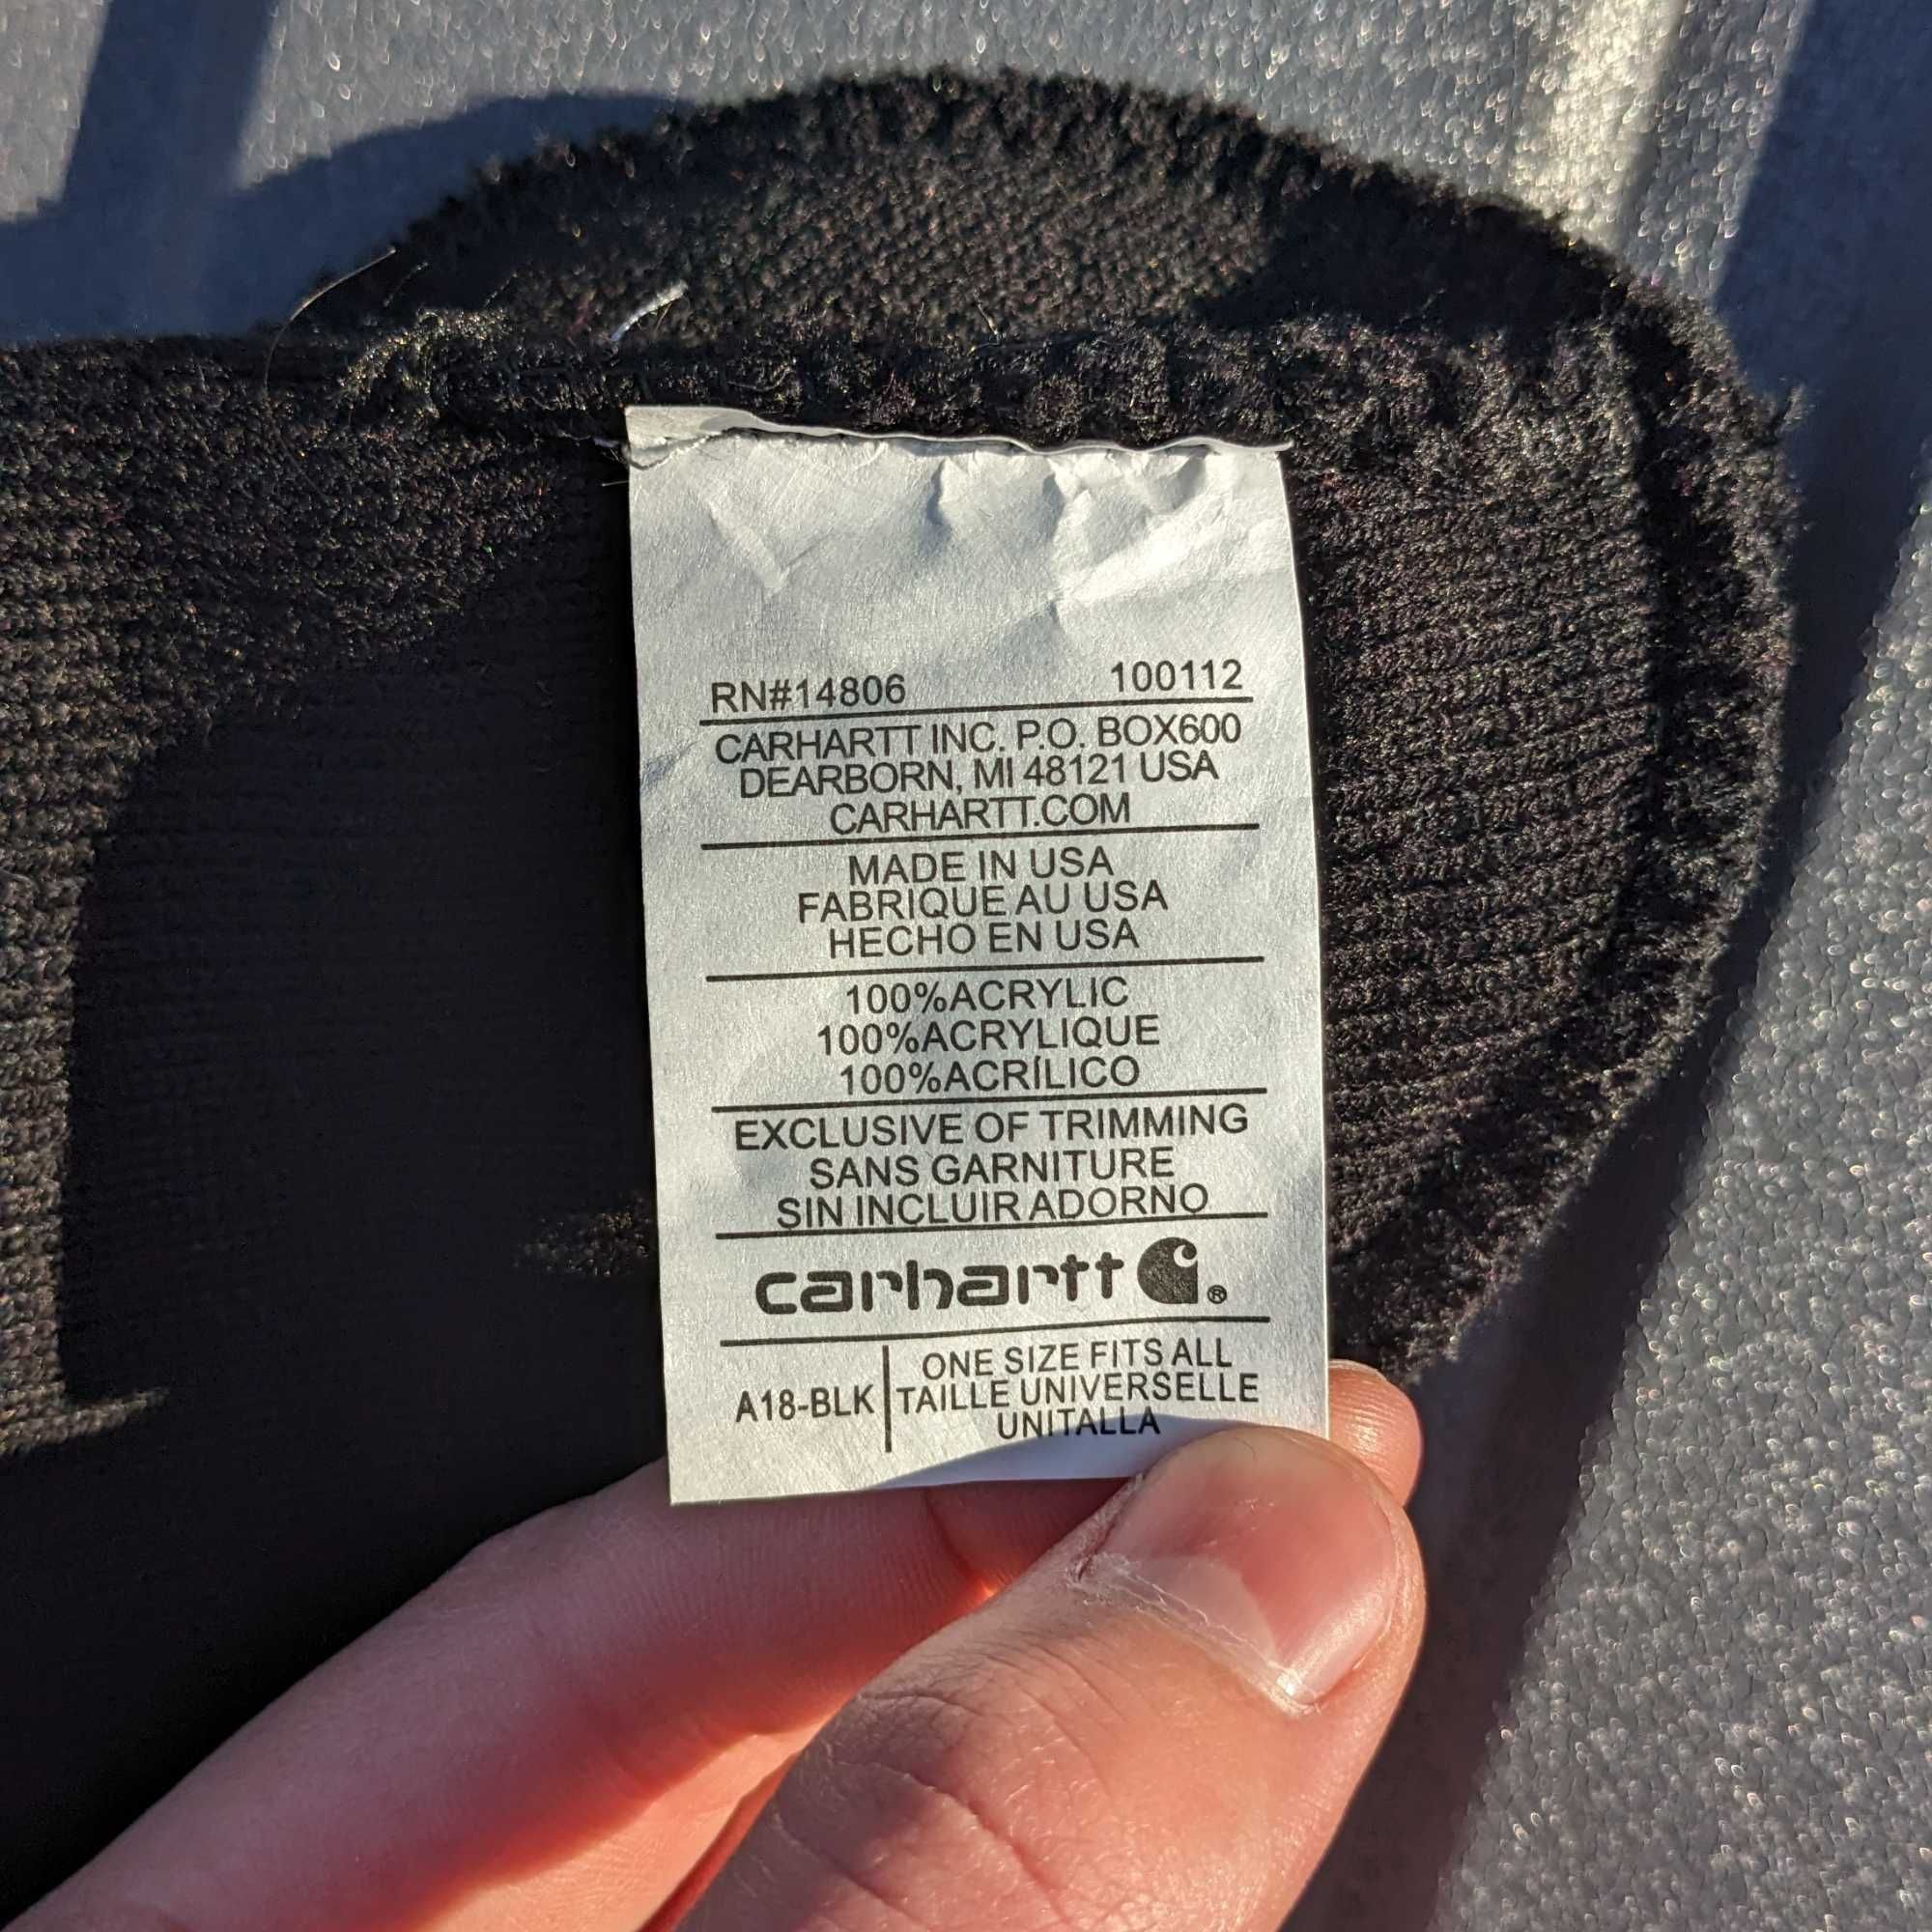 RN#14806 100112
CARHARTT INC. P.O. BOX600
DEARBORN, MI 48121 USA
CARHARTT.COM
MADE IN USA
FABRIQUE AU USA
HECHO EN USA
100%ACRYLIC
100%ACRYLIQUE
100%ACRÍLICO
EXCLUSIVE OF TRIMMING
SANS GARNITURE
SIN INCLUIR ADORNO
carhartt ®
A18-BLK
ONE SIZE FITS ALL
TAILLE UNIVERSELLE
UNITALLA